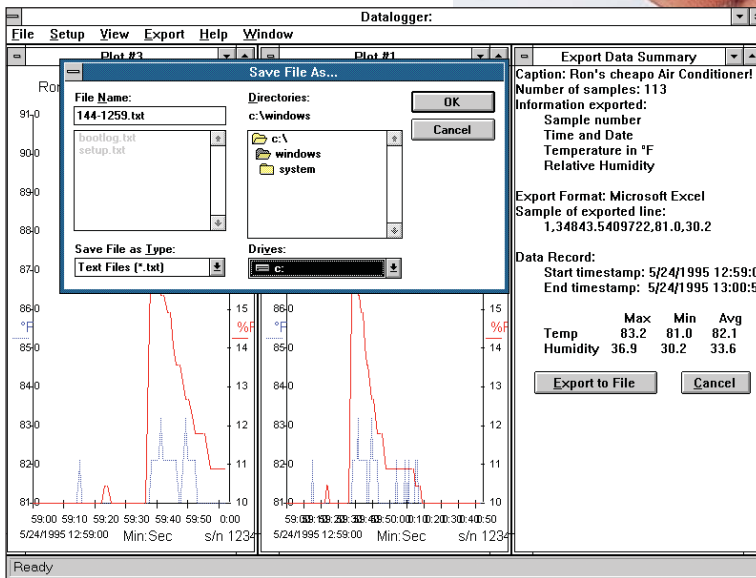 Datalogger:
File Setup View Export Help Window
Plot #3
Plot #1
Export Data Summary
Save File As...
File Name:
144-1259.txt
bootlog.txt
setup.txt
Save File as Type:
Text Files (*.txt)
Directories:
c:\windows
c:\
windows
system
Drives:
c:
OK
Cancel
Caption: Ron's cheapo Air Conditioner!
Number of samples: 113
Information exported:
Sample number
Time and Date
Temperature in °F
Relative Humidity
Export Format: Microsoft Excel
Sample of exported line:
1,34843.5409722,81.0,30.2
Data Record:
Start timestamp: 5/24/1995 12:59:0
End timestamp: 5/24/1995 13:00:5
Max Min Avg
Temp 83.2 81.0 82.1
Humidity 36.9 30.2 33.6
Export to File Cancel
Ron
91.0
90.0
89.0
88.0
87.0
86.0
°F
85.0
84.0
83.0
82.0
81.0
15
%F
14
13
12
11
10
59:00 59:10 59:20 59:30 59:40 59:50 0:00
5/24/1995 12:59:00 Min:Sec s/n 123
86.0
°F
85.0
84.0
83.0
82.0
81.0
15
%F
14
13
12
11
10
5/24/1995 12:59:00 Min:Sec s/n 123
Ready